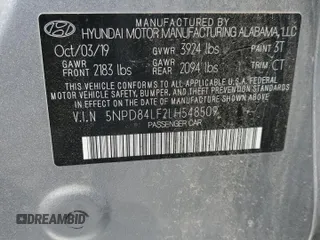 HYUNDAI MOTOR MANUFACTURING ALABAMA, LLC
Oct/03/19 GVWR 3924 lbs PAINT 3T
GAWR FRONT 2183 lbs GAWR REAR 2094 lbs TRIM CT
THIS VEHICLE CONFORMS TO ALL APPLICABLE U.S.A. FEDERAL
MOTOR VEHICLE SAFETY, BUMPER, AND THEFT PREVENTION
STANDARDS IN EFFECT ON THE DATE OF MANUFACTURE SHOWN ABOVE.
V.I.N 5NPD84LF2LH548509
PASSENGER CAR
DREAMBID